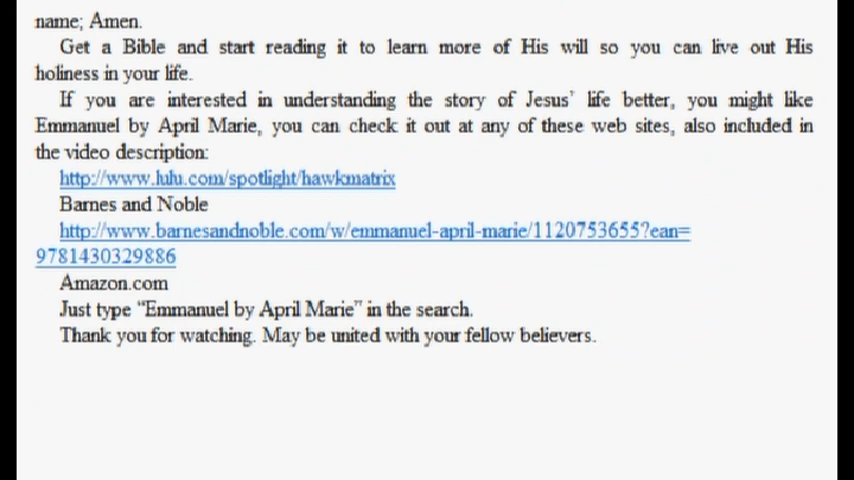 name; Amen.
Get a Bible and start reading it to learn more of His will so you can live out His
holiness in your life.
If you are interested in understanding the story of Jesus' life better, you might like
Emmanuel by April Marie, you can check it out at any of these web sites, also included in
the video description:
http://www.lulu.com/spotlight/hawkmatrix
Barnes and Noble
http://www.barnesandnoble.com/w/emmanuel-april-marie/1120753655?ean=
9781430329886
Amazon.com
Just type “Emmanuel by April Marie” in the search.
Thank you for watching. May be united with your fellow believers.